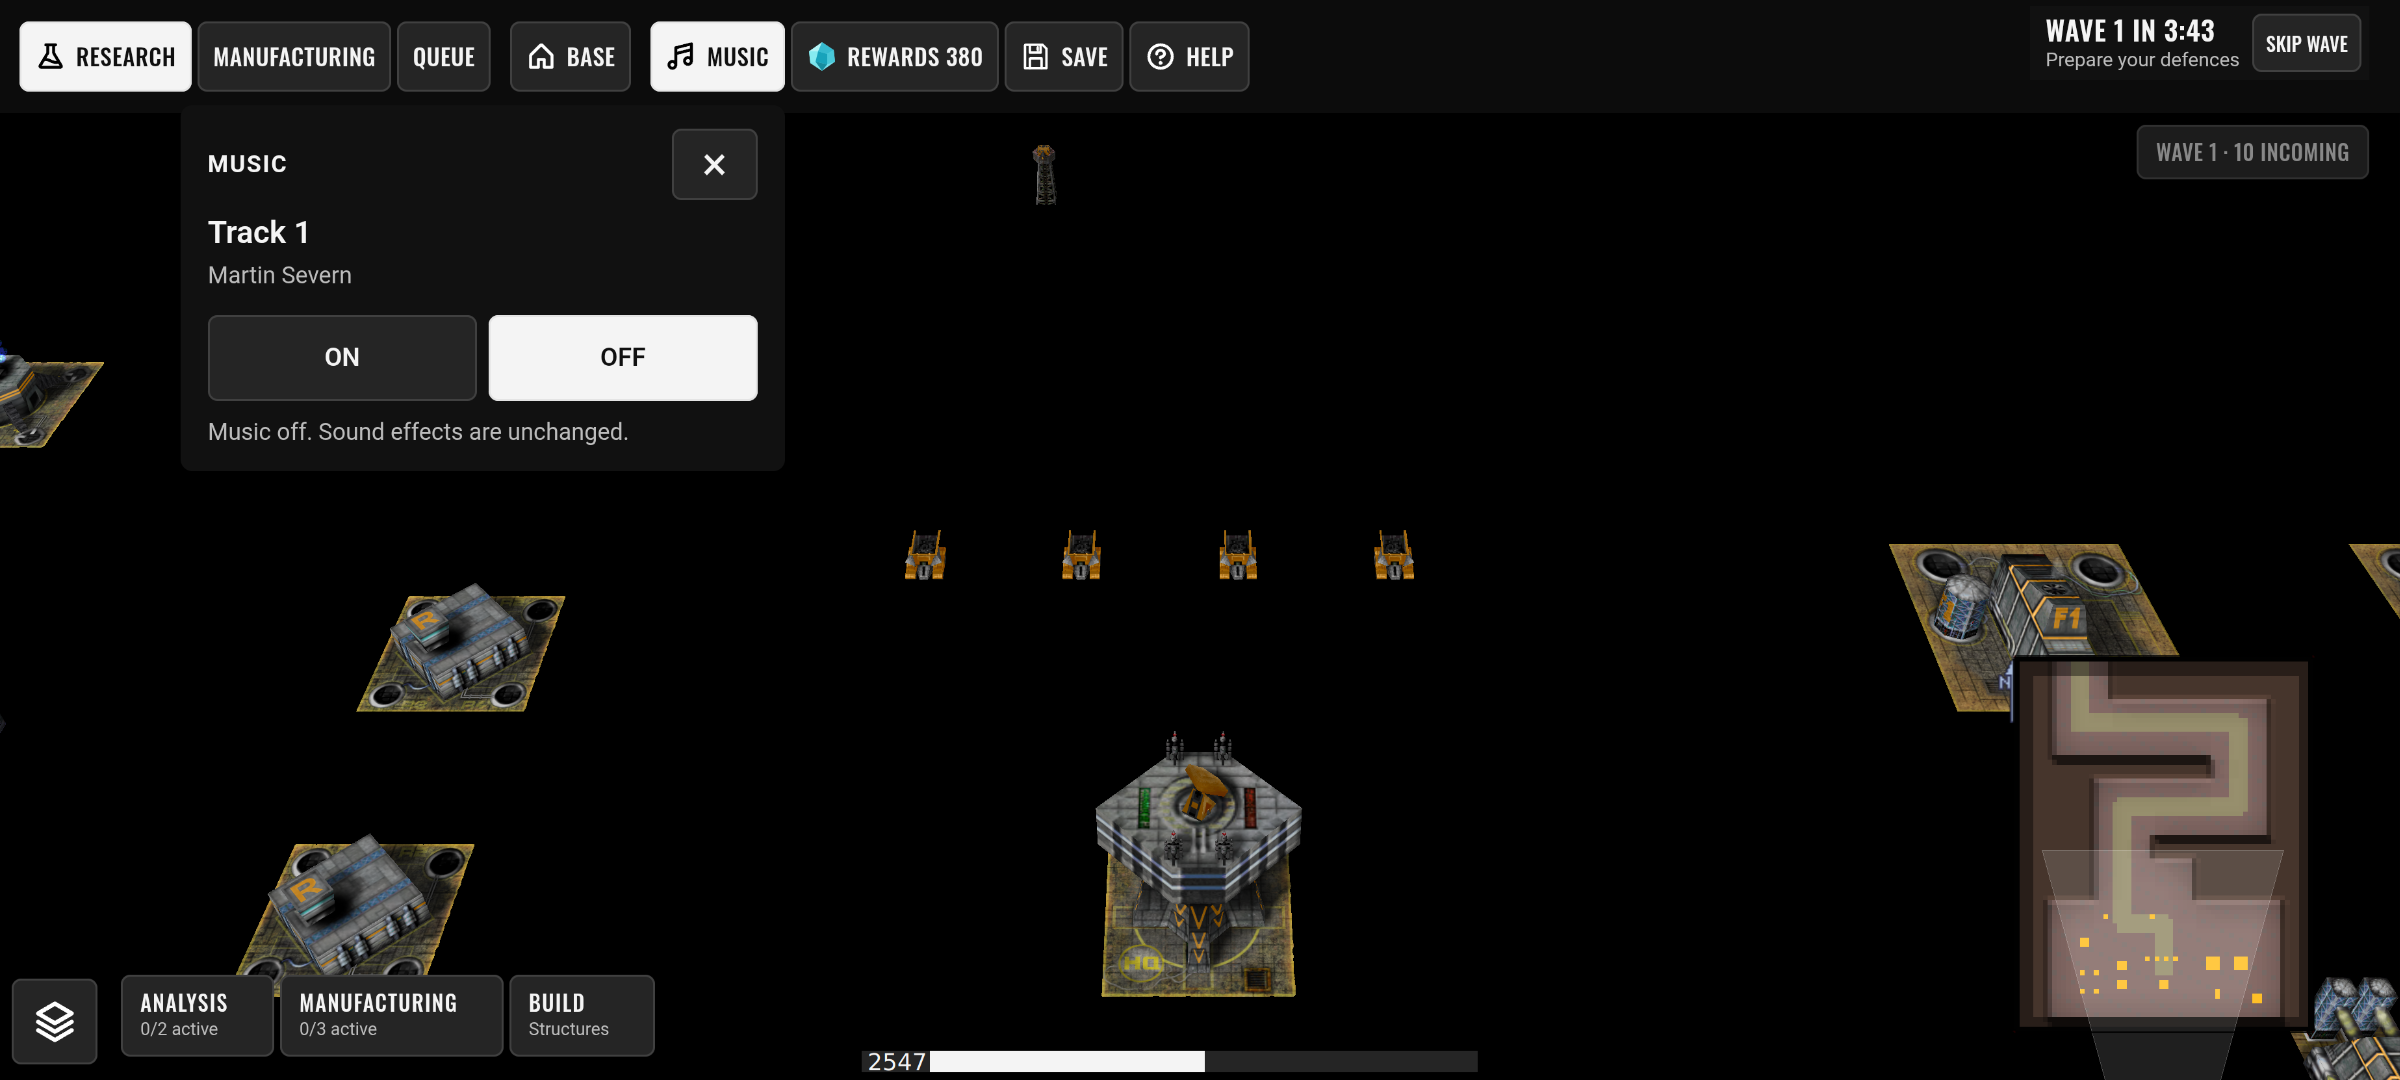 RESEARCH
MANUFACTURING
QUEUE
BASE
MUSIC
REWARDS 380
SAVE
HELP
WAVE 1 IN 3:43
Prepare your defences
SKIP WAVE
WAVE 1 · 10 INCOMING
MUSIC
Track 1
Martin Severn
ON
OFF
Music off. Sound effects are unchanged.
R
F1
N
R
HQ
ANALYSIS
0/2 active
MANUFACTURING
0/3 active
BUILD
Structures
2547